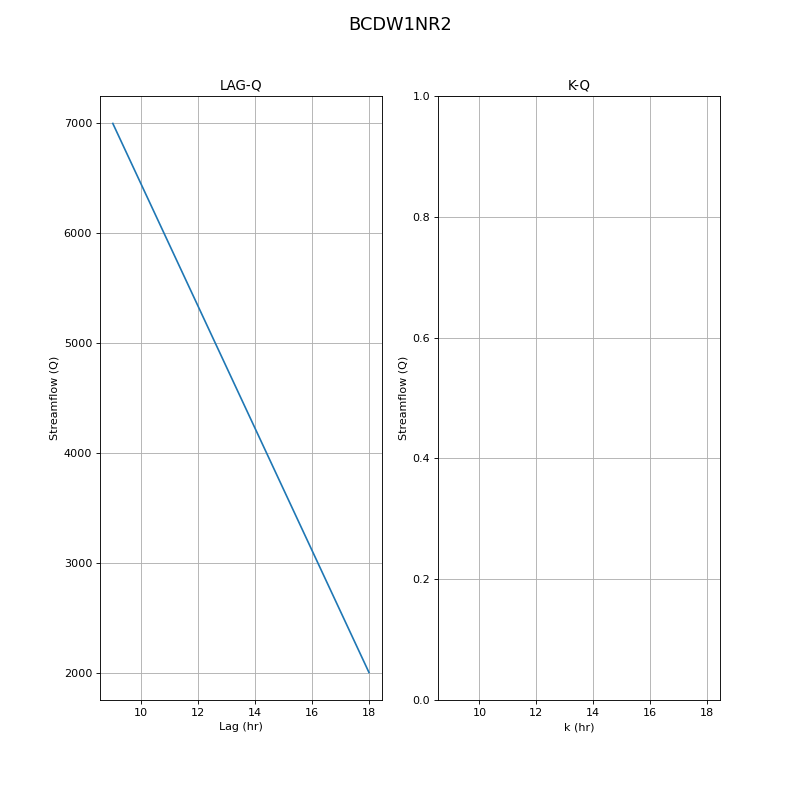 BCDW1NR2
LAG-Q
7000
6000
5000
4000
3000
2000
Streamflow (Q)
10 12 14 16 18
Lag (hr)
K-Q
1.0
0.8
0.6
0.4
0.2
0.0
Streamflow (Q)
10 12 14 16 18
k (hr)